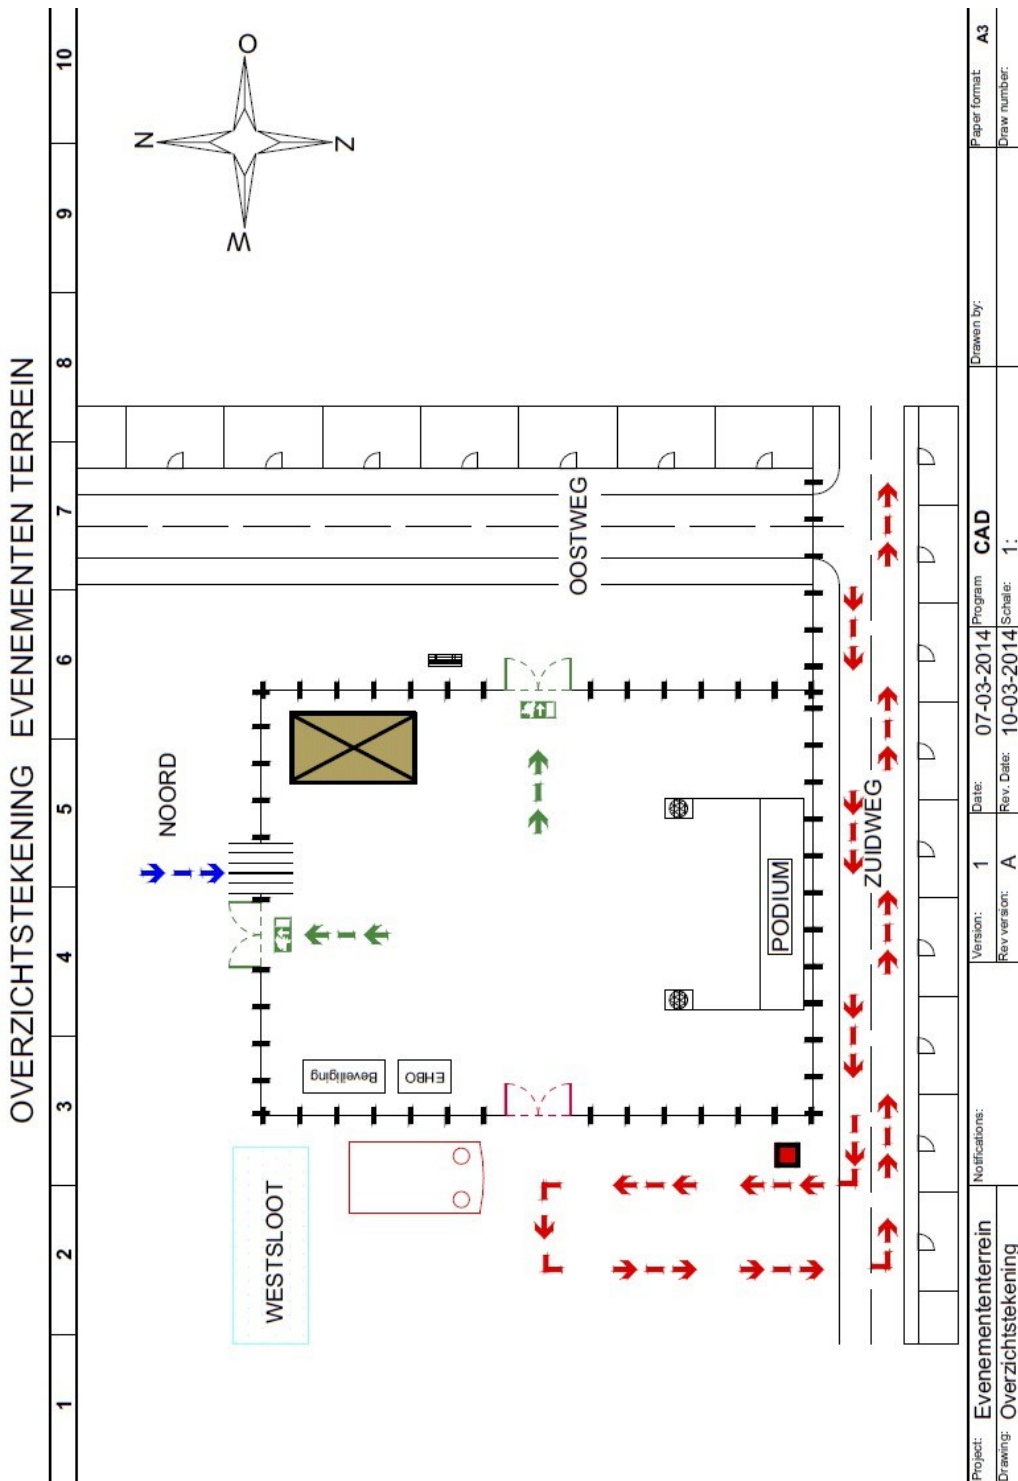 OVERZICHTSTEKENING EVENEMENTEN TERREIN
1 2 3 4 5 6 7 8 9 10
N
O
Z
W
NOORD
WESTSLOOT
Beveiliging
EHBO
PODIUM
OOSTWEG
ZUIDWEG
Project: Evenemententerrein
Notifications:
Version: 1
Date: 07-03-2014
Program CAD
Drawen by:
Paper format: A3
Drawing: Overzichtstekening
Rev version: A
Rev. Date: 10-03-2014
Schale: 1:
Draw number: